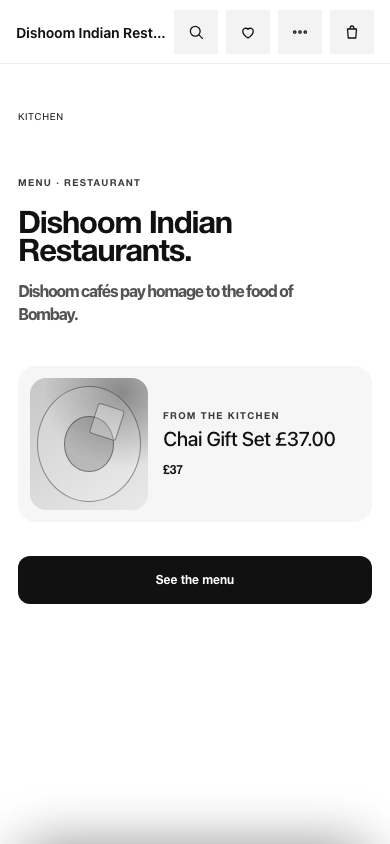 Dishoom Indian Rest...
KITCHEN
MENU · RESTAURANT
Dishoom Indian
Restaurants.
Dishoom cafés pay homage to the food of
Bombay.
FROM THE KITCHEN
Chai Gift Set £37.00
£37
See the menu